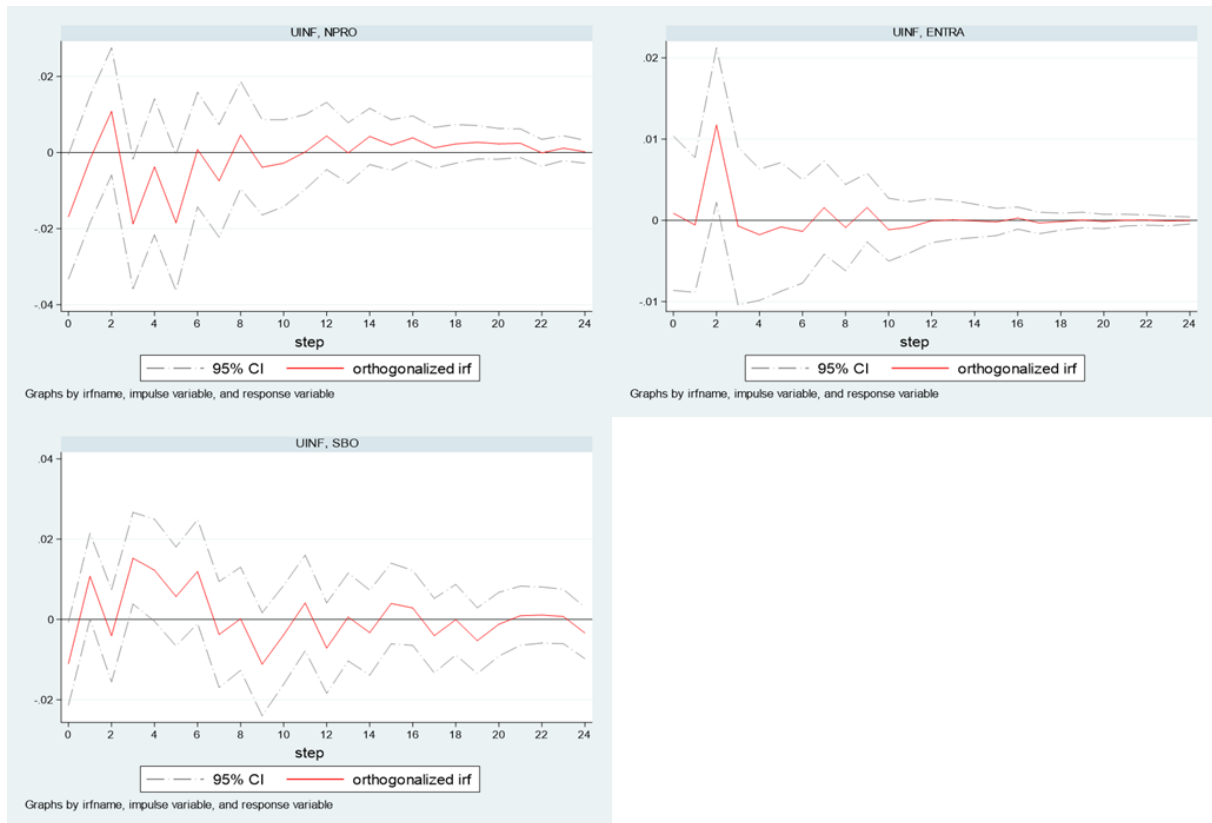 UINF, NPRO
.02
0
-.02
-.04
0 2 4 6 8 10 12 14 16 18 20 22 24
step
95% CI orthogonalized irf
Graphs by irfname, impulse variable, and response variable
UINF, ENTRA
.02
.01
0
-.01
0 2 4 6 8 10 12 14 16 18 20 22 24
step
95% CI orthogonalized irf
Graphs by irfname, impulse variable, and response variable
UINF, SBO
.04
.02
0
-.02
0 2 4 6 8 10 12 14 16 18 20 22 24
step
95% CI orthogonalized irf
Graphs by irfname, impulse variable, and response variable